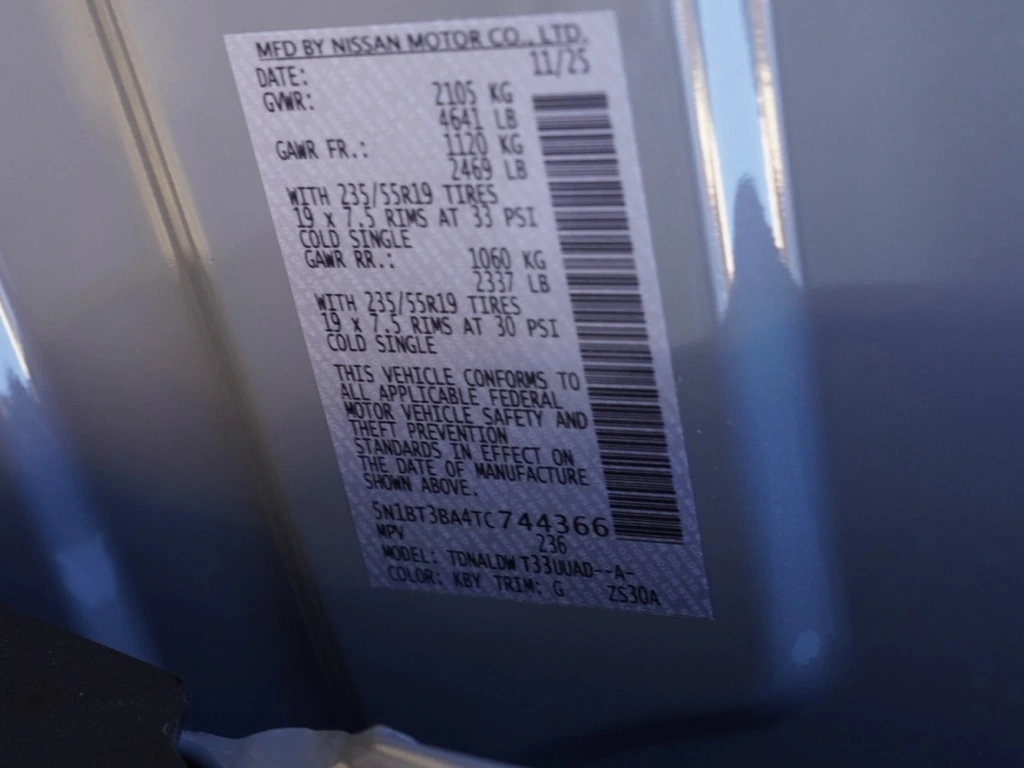 MFD BY NISSAN MOTOR CO., LTD.
DATE: 11/25
GVWR: 2105 KG
4641 LB
GAWR FR.: 1120 KG
2469 LB
WITH 235/55R19 TIRES
19 x 7.5 RIMS AT 33 PSI
COLD SINGLE
GAWR RR.: 1060 KG
2337 LB
WITH 235/55R19 TIRES
19 x 7.5 RIMS AT 30 PSI
COLD SINGLE
THIS VEHICLE CONFORMS TO
ALL APPLICABLE FEDERAL
MOTOR VEHICLE SAFETY AND
THEFT PREVENTION
STANDARDS IN EFFECT ON
THE DATE OF MANUFACTURE
SHOWN ABOVE.
5N1BT3BA4TC744366
MPV 236
MODEL: TDNALDWT33UUAD--A-
COLOR: KBY TRIM: G ZS30A